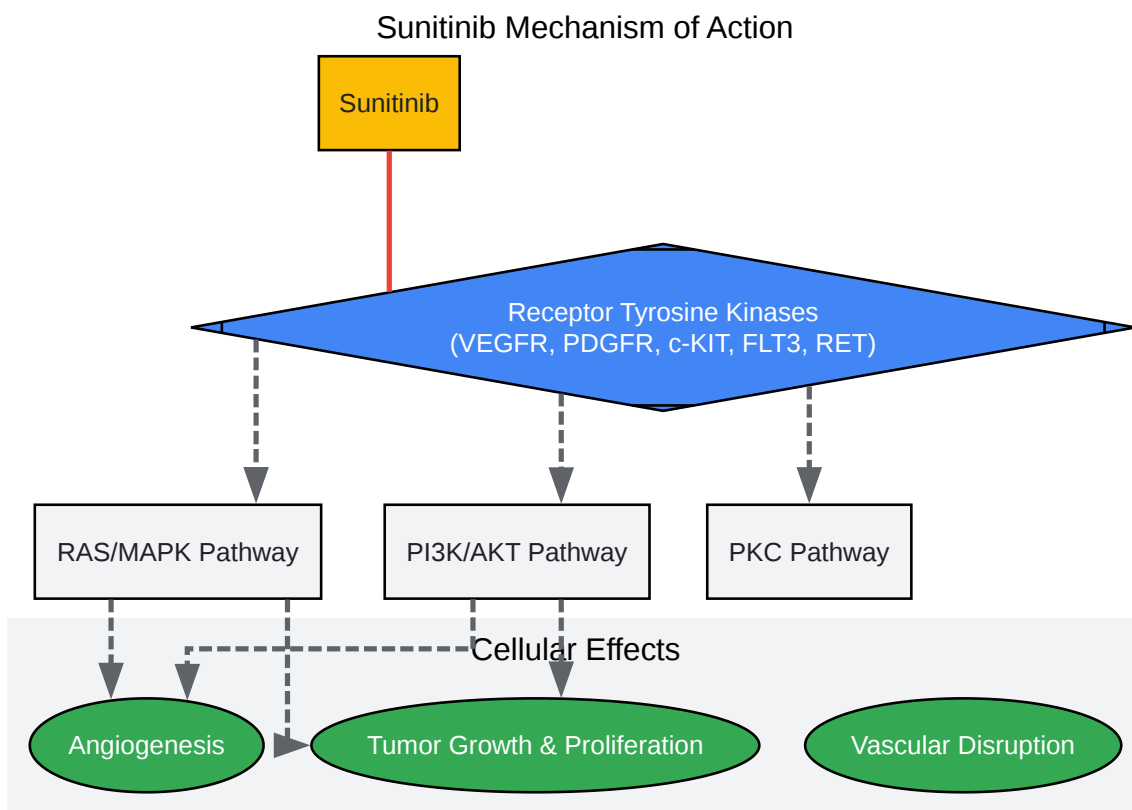 Sunitinib Mechanism of Action
Sunitinib
Receptor Tyrosine Kinases
(VEGFR, PDGFR, c-KIT, FLT3, RET)
RAS/MAPK Pathway
PI3K/AKT Pathway
PKC Pathway
Cellular Effects
Angiogenesis
Tumor Growth & Proliferation
Vascular Disruption